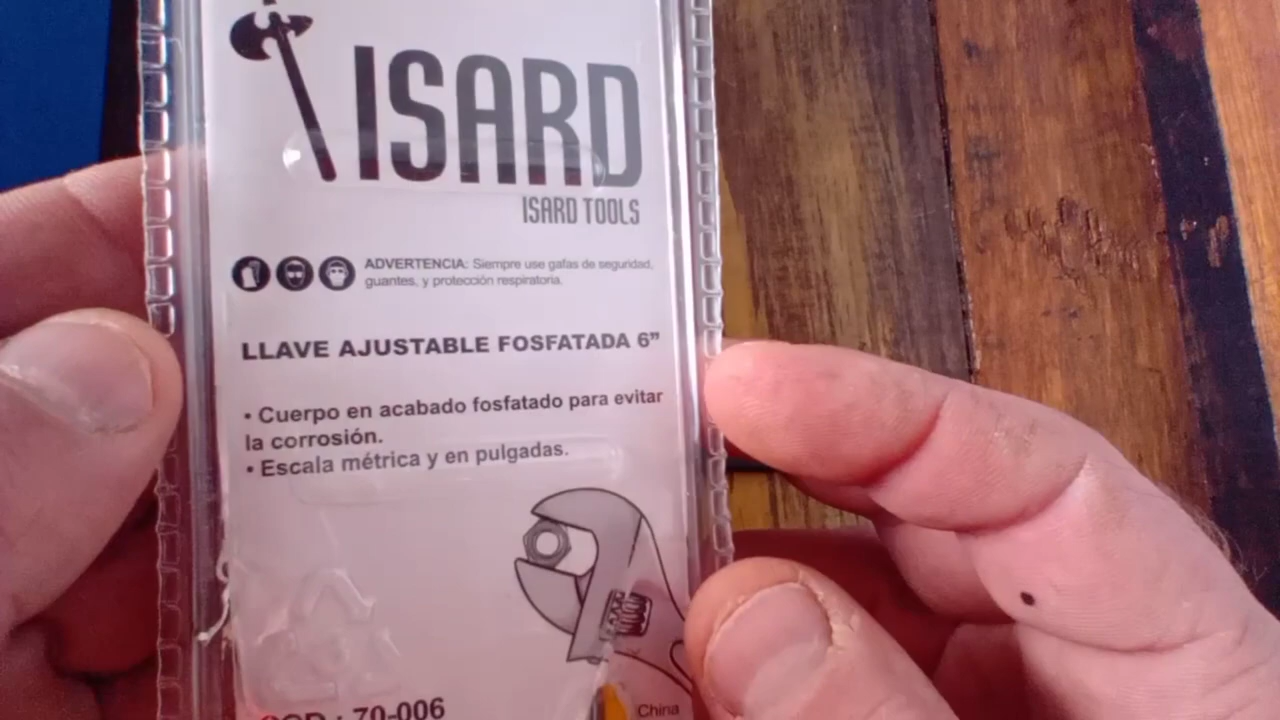 ISARD
ISARD TOOLS
ADVERTENCIA: Siempre use gafas de seguridad,
guantes, y protección respiratoria.
LLAVE AJUSTABLE FOSFATADA 6”
• Cuerpo en acabado fosfatado para evitar
la corrosión.
• Escala métrica y en pulgadas.
COD.: 70-006
China